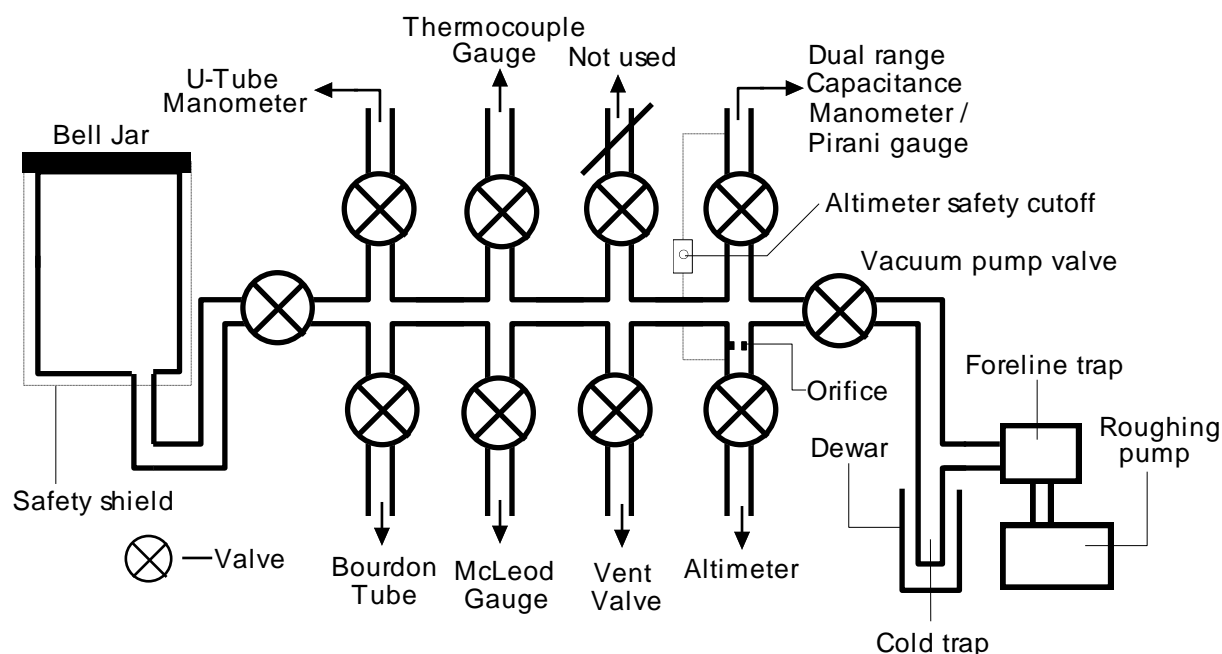 Thermocouple
Gauge
Not used
Dual range
Capacitance
Manometer /
Pirani gauge
U-Tube
Manometer
Bell Jar
Altimeter safety cutoff
Vacuum pump valve
Foreline trap
Orifice
Roughing
pump
Dewar
Safety shield
Valve
Bourdon
Tube
McLeod
Gauge
Vent
Valve
Altimeter
Cold trap